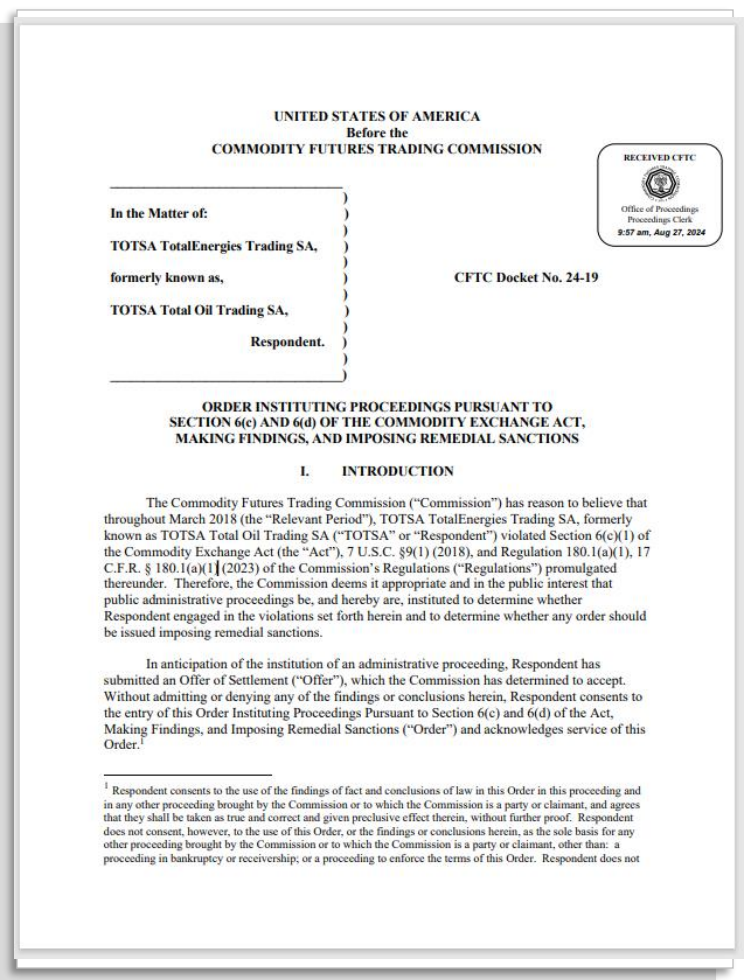 UNITED STATES OF AMERICA
Before the
COMMODITY FUTURES TRADING COMMISSION
RECEIVED CFTC
Office of Proceedings
Proceedings Clerk
9:57 am, Aug 27, 2024
In the Matter of:
TOTSA TotalEnergies Trading SA,
formerly known as,
CFTC Docket No. 24-19
TOTSA Total Oil Trading SA,
Respondent.
ORDER INSTITUTING PROCEEDINGS PURSUANT TO
SECTION 6(c) AND 6(d) OF THE COMMODITY EXCHANGE ACT,
MAKING FINDINGS, AND IMPOSING REMEDIAL SANCTIONS
I. INTRODUCTION
The Commodity Futures Trading Commission (“Commission”) has reason to believe that
throughout March 2018 (the “Relevant Period”), TOTSA TotalEnergies Trading SA, formerly
known as TOTSA Total Oil Trading SA (“TOTSA” or “Respondent”) violated Section 6(c)(1) of
the Commodity Exchange Act (the “Act”), 7 U.S.C. §9(1) (2018), and Regulation 180.1(a)(1), 17
C.F.R. § 180.1(a)(1) (2023) of the Commission’s Regulations (“Regulations”) promulgated
thereunder. Therefore, the Commission deems it appropriate and in the public interest that
public administrative proceedings be, and hereby are, instituted to determine whether
Respondent engaged in the violations set forth herein and to determine whether any order should
be issued imposing remedial sanctions.
In anticipation of the institution of an administrative proceeding, Respondent has
submitted an Offer of Settlement (“Offer”), which the Commission has determined to accept.
Without admitting or denying any of the findings or conclusions herein, Respondent consents to
the entry of this Order Instituting Proceedings Pursuant to Section 6(c) and 6(d) of the Act,
Making Findings, and Imposing Remedial Sanctions (“Order”) and acknowledges service of this
Order.1
1 Respondent consents to the use of the findings of fact and conclusions of law in this Order in this proceeding and
in any other proceeding brought by the Commission or to which the Commission is a party or claimant, and agrees
that they shall be taken as true and correct and given preclusive effect therein, without further proof. Respondent
does not consent, however, to the use of this Order, or the findings or conclusions herein, as the sole basis for any
other proceeding brought by the Commission or to which the Commission is a party or claimant, other than: a
proceeding in bankruptcy or receivership; or a proceeding to enforce the terms of this Order. Respondent does not